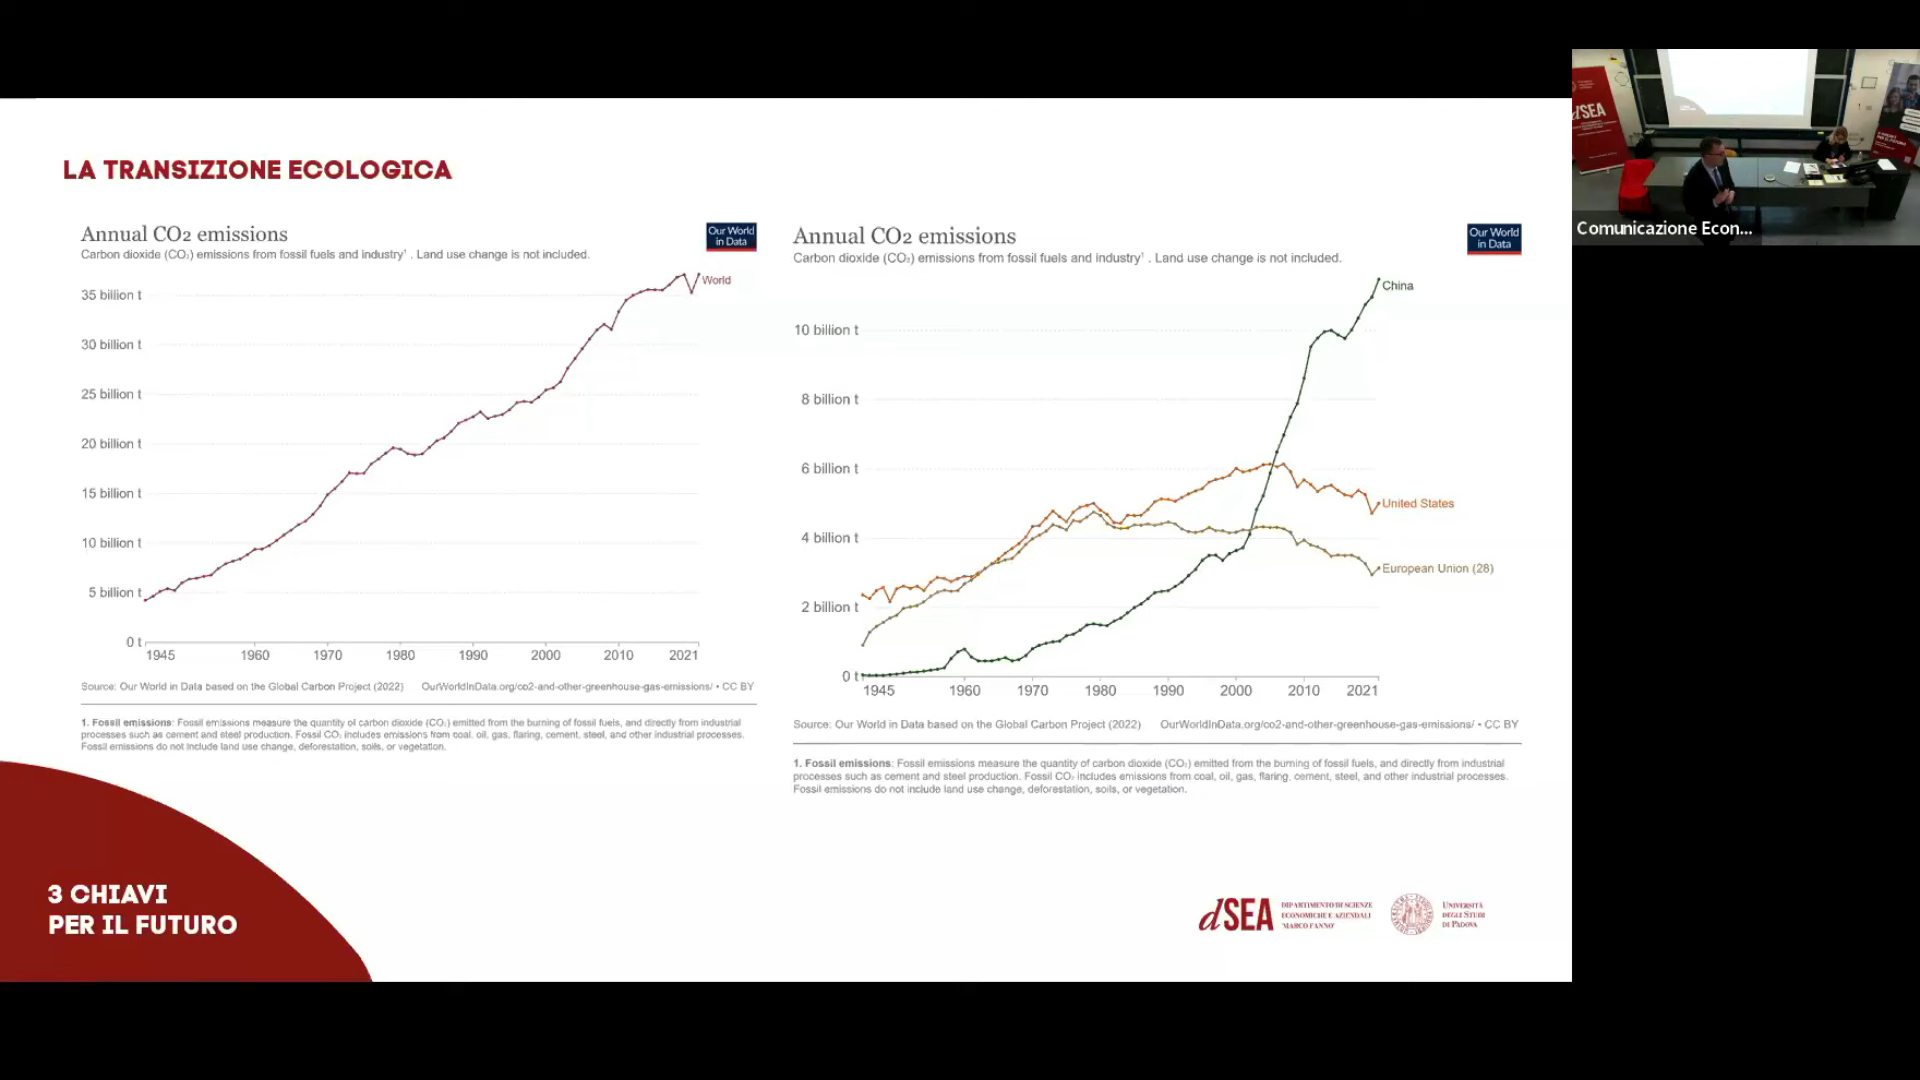 LA TRANSIZIONE ECOLOGICA
Annual CO2 emissions
Carbon dioxide (CO₂) emissions from fossil fuels and industry¹ . Land use change is not included.
Our World
in Data
World
35 billion t
30 billion t
25 billion t
20 billion t
15 billion t
10 billion t
5 billion t
0 t
1945 1960 1970 1980 1990 2000 2010 2021
Source: Our World in Data based on the Global Carbon Project (2022) OurWorldInData.org/co2-and-other-greenhouse-gas-emissions/ • CC BY
1. Fossil emissions: Fossil emissions measure the quantity of carbon dioxide (CO₂) emitted from the burning of fossil fuels, and directly from industrial
processes such as cement and steel production. Fossil CO₂ includes emissions from coal, oil, gas, flaring, cement, steel, and other industrial processes.
Fossil emissions do not include land use change, deforestation, soils, or vegetation.
Annual CO2 emissions
Carbon dioxide (CO₂) emissions from fossil fuels and industry¹ . Land use change is not included.
Our World
in Data
China
10 billion t
8 billion t
6 billion t
United States
4 billion t
European Union (28)
2 billion t
0 t
1945 1960 1970 1980 1990 2000 2010 2021
Source: Our World in Data based on the Global Carbon Project (2022) OurWorldInData.org/co2-and-other-greenhouse-gas-emissions/ • CC BY
1. Fossil emissions: Fossil emissions measure the quantity of carbon dioxide (CO₂) emitted from the burning of fossil fuels, and directly from industrial
processes such as cement and steel production. Fossil CO₂ includes emissions from coal, oil, gas, flaring, cement, steel, and other industrial processes.
Fossil emissions do not include land use change, deforestation, soils, or vegetation.
3 CHIAVI
PER IL FUTURO
dSEA
DIPARTIMENTO DI SCIENZE
ECONOMICHE E AZIENDALI
'MARCO FANNO'
UNIVERSITÀ
DEGLI STUDI
DI PADOVA
dSEA
Comunicazione Econ...